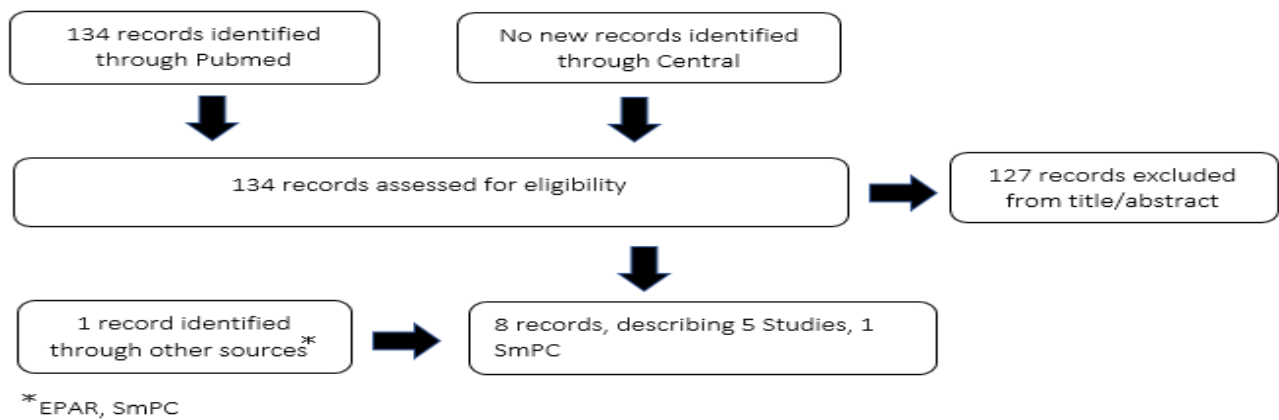 134 records identified
through Pubmed
No new records identified
through Central
134 records assessed for eligibility
127 records excluded
from title/abstract
1 record identified
through other sources*
8 records, describing 5 Studies, 1
SmPC
*EPAR, SmPC